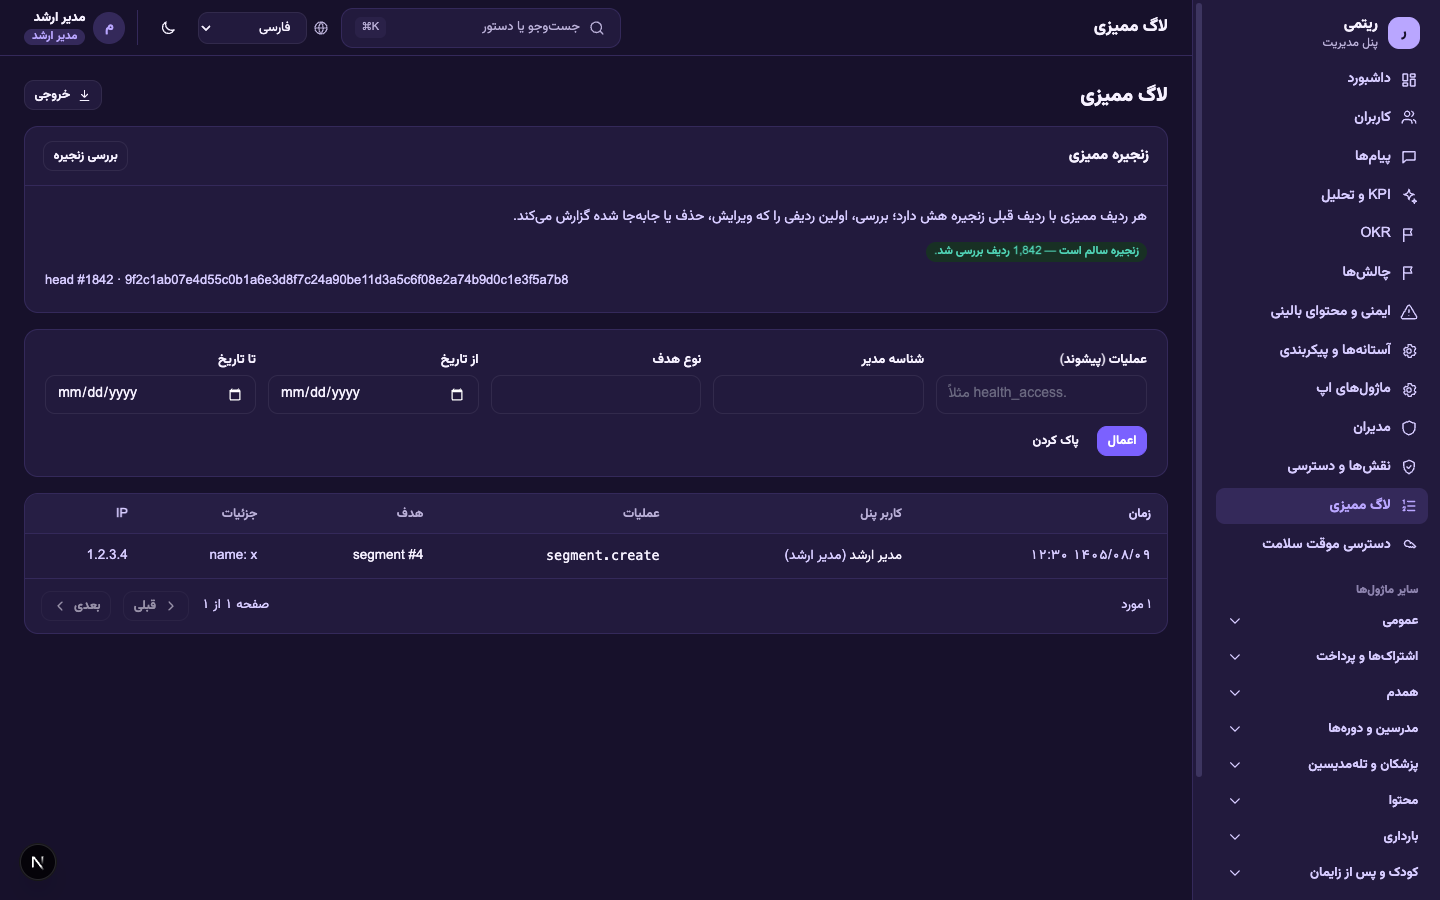 ر
ریتمی
پنل مدیریت
داشبورد
کاربران
پیام‌ها
KPI و تحلیل
OKR
چالش‌ها
ایمنی و محتوای بالینی
آستانه‌ها و پیکربندی
ماژول‌های اپ
مدیران
نقش‌ها و دسترسی
لاگ ممیزی
دسترسی موقت سلامت
سایر ماژول‌ها
عمومی
اشتراک‌ها و پرداخت
همدم
مدرسین و دوره‌ها
پزشکان و تله‌مدیسین
محتوا
بارداری
کودک و پس از زایمان
لاگ ممیزی
جست‌وجو یا دستور ⌘K
فارسی
م
مدیر ارشد
مدیر ارشد
لاگ ممیزی
خروجی
زنجیره ممیزی
بررسی زنجیره
هر ردیف ممیزی با ردیف قبلی زنجیره هش دارد؛ بررسی، اولین ردیفی را که ویرایش، حذف یا جابه‌جا شده گزارش می‌کند.
زنجیره سالم است — 1,842 ردیف بررسی شد.
head #1842 · 9f2c1ab07e4d55c0b1a6e3d8f7c24a90be11d3a5c6f08e2a74b9d0c1e3f5a7b8
عملیات (پیشوند) شناسه مدیر نوع هدف از تاریخ تا تاریخ
مثلاً health_access. mm/dd/yyyy mm/dd/yyyy
اعمال پاک کردن
زمان کاربر پنل عملیات هدف جزئیات IP
۱۴۰۵/۰۸/۰۹ ۱۲:۳۰ مدیر ارشد (مدیر ارشد) segment.create segment #4 name: x 1.2.3.4
۱ مورد صفحه ۱ از ۱ قبلی بعدی
N